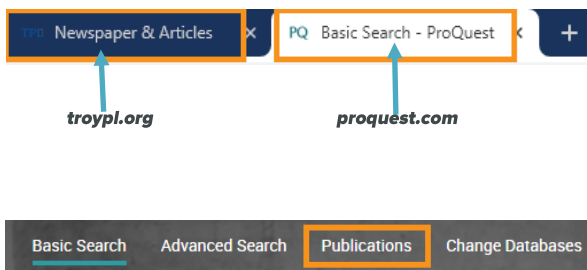 TPL Newspaper & Articles × PQ Basic Search - ProQuest × +
troypl.org proquest.com
Basic Search Advanced Search Publications Change Databases